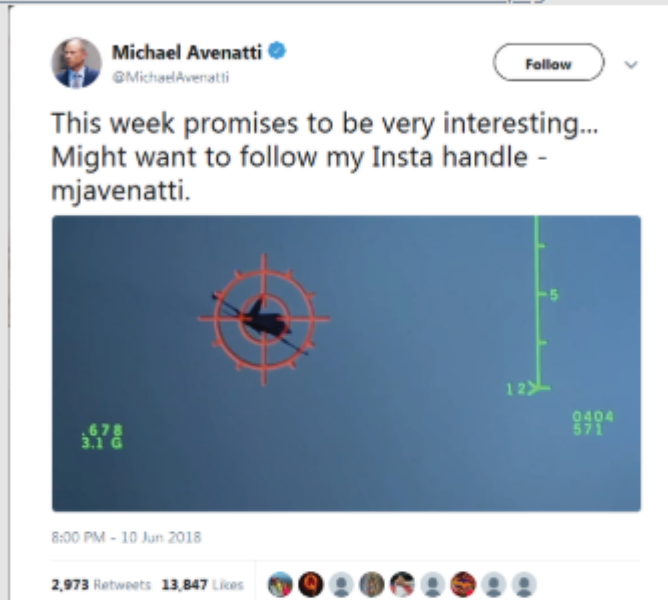 Michael Avenatti
@MichaelAvenatti
Follow
This week promises to be very interesting...
Might want to follow my Insta handle -
mjavenatti.
5
12
.678
3.1 G
0404
571
8:00 PM - 10 Jun 2018
2,973 Retweets 13,847 Likes